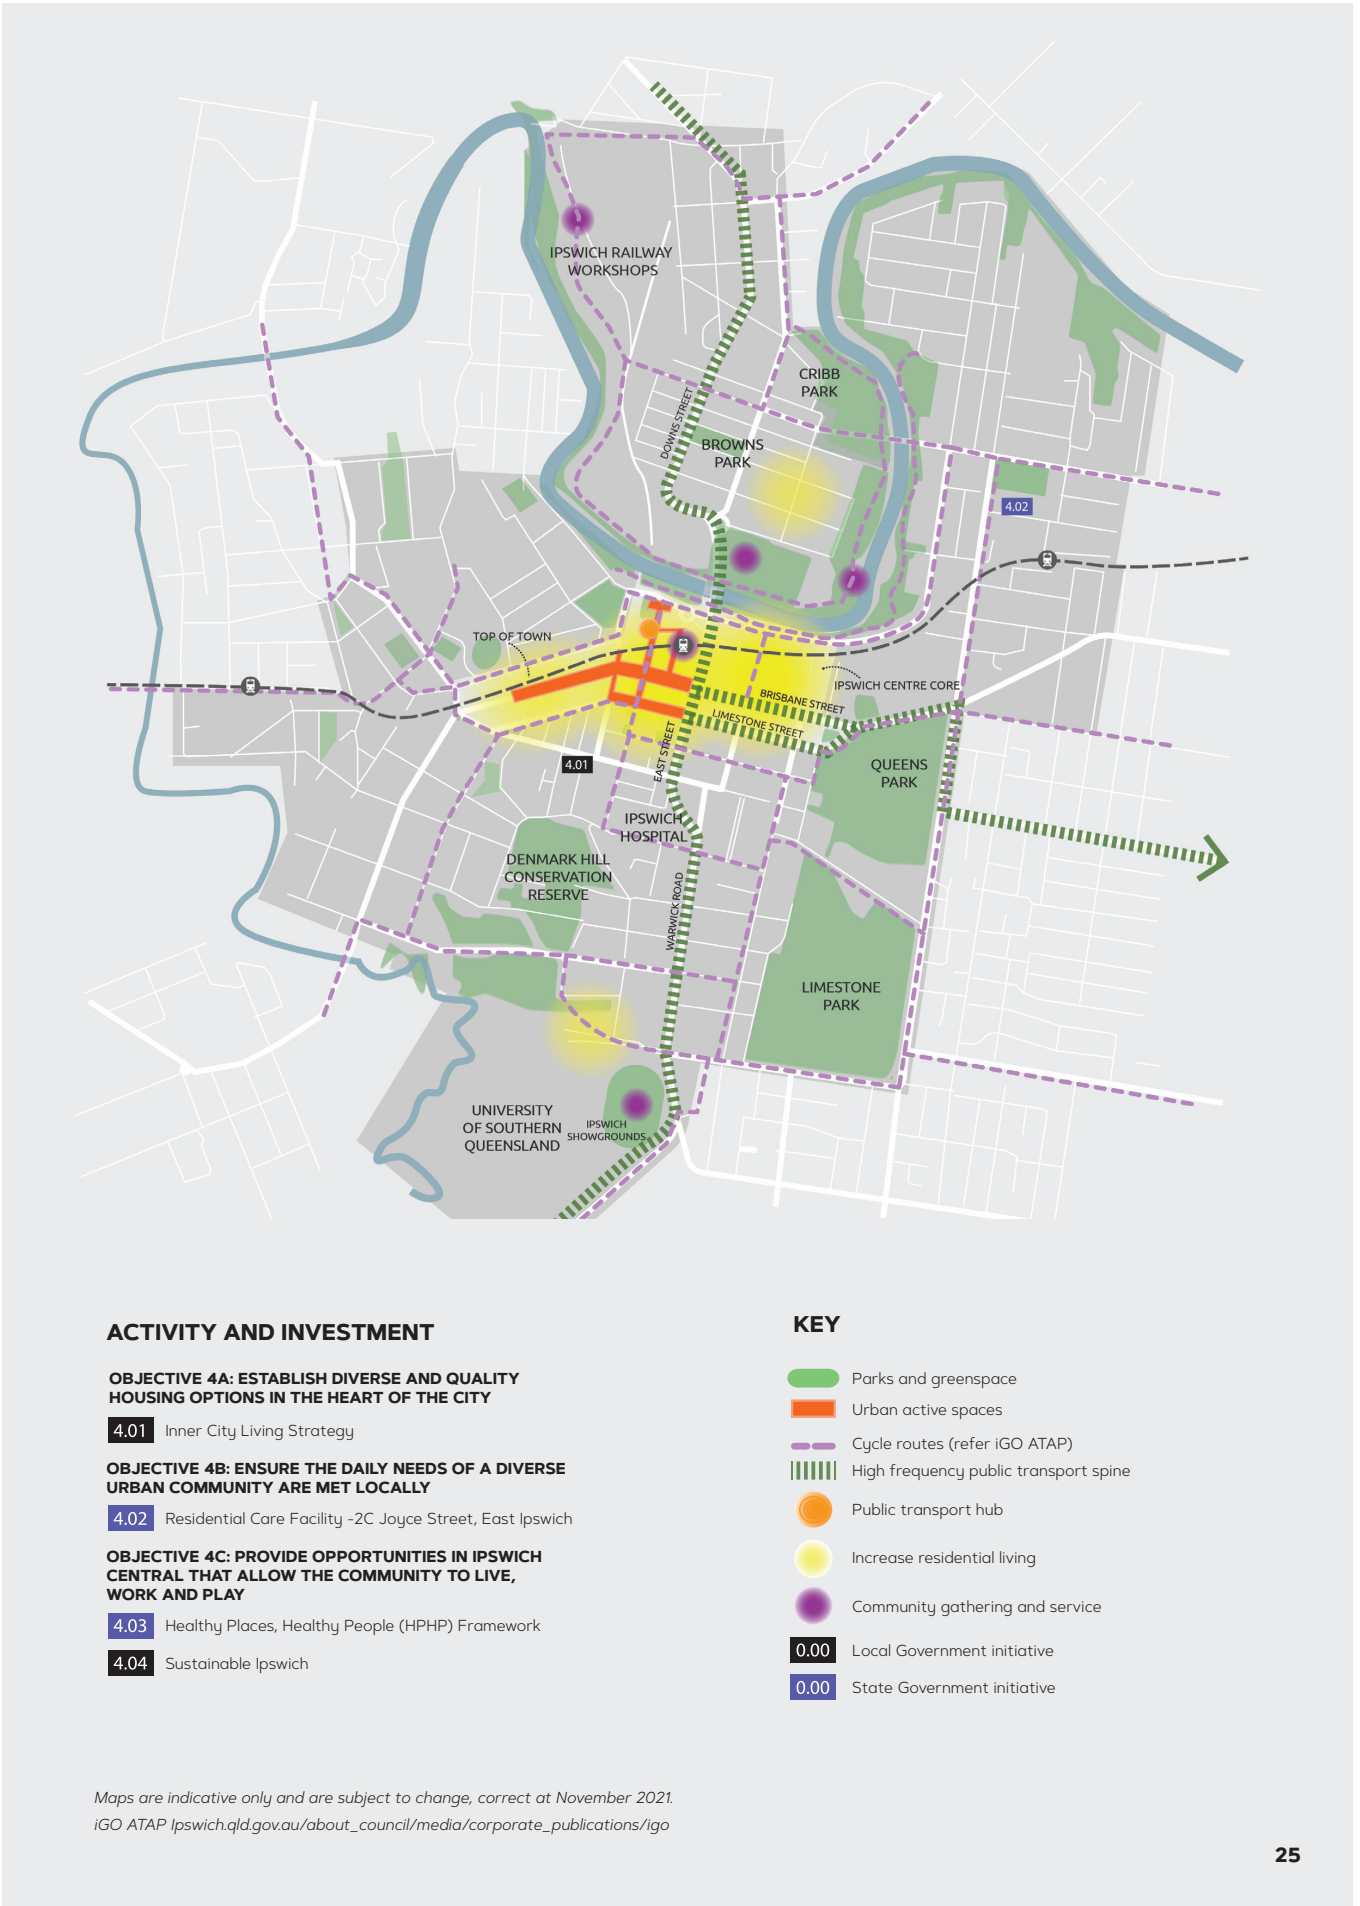 IPSWICH RAILWAY
WORKSHOPS
CRIBB
PARK
DOWNS STREET
BROWNS
PARK
4.02
TOP OF TOWN
IPSWICH CENTRE CORE
BRISBANE STREET
LIMESTONE STREET
EAST STREET
4.01
QUEENS
PARK
IPSWICH
HOSPITAL
DENMARK HILL
CONSERVATION
RESERVE
WARWICK ROAD
LIMESTONE
PARK
UNIVERSITY
OF SOUTHERN
QUEENSLAND
IPSWICH
SHOWGROUNDS
ACTIVITY AND INVESTMENT
OBJECTIVE 4A: ESTABLISH DIVERSE AND QUALITY
HOUSING OPTIONS IN THE HEART OF THE CITY
4.01 Inner City Living Strategy
OBJECTIVE 4B: ENSURE THE DAILY NEEDS OF A DIVERSE
URBAN COMMUNITY ARE MET LOCALLY
4.02 Residential Care Facility -2C Joyce Street, East Ipswich
OBJECTIVE 4C: PROVIDE OPPORTUNITIES IN IPSWICH
CENTRAL THAT ALLOW THE COMMUNITY TO LIVE,
WORK AND PLAY
4.03 Healthy Places, Healthy People (HPHP) Framework
4.04 Sustainable Ipswich
KEY
Parks and greenspace
Urban active spaces
Cycle routes (refer iGO ATAP)
High frequency public transport spine
Public transport hub
Increase residential living
Community gathering and service
0.00 Local Government initiative
0.00 State Government initiative
Maps are indicative only and are subject to change, correct at November 2021.
iGO ATAP Ipswich.qld.gov.au/about_council/media/corporate_publications/igo
25